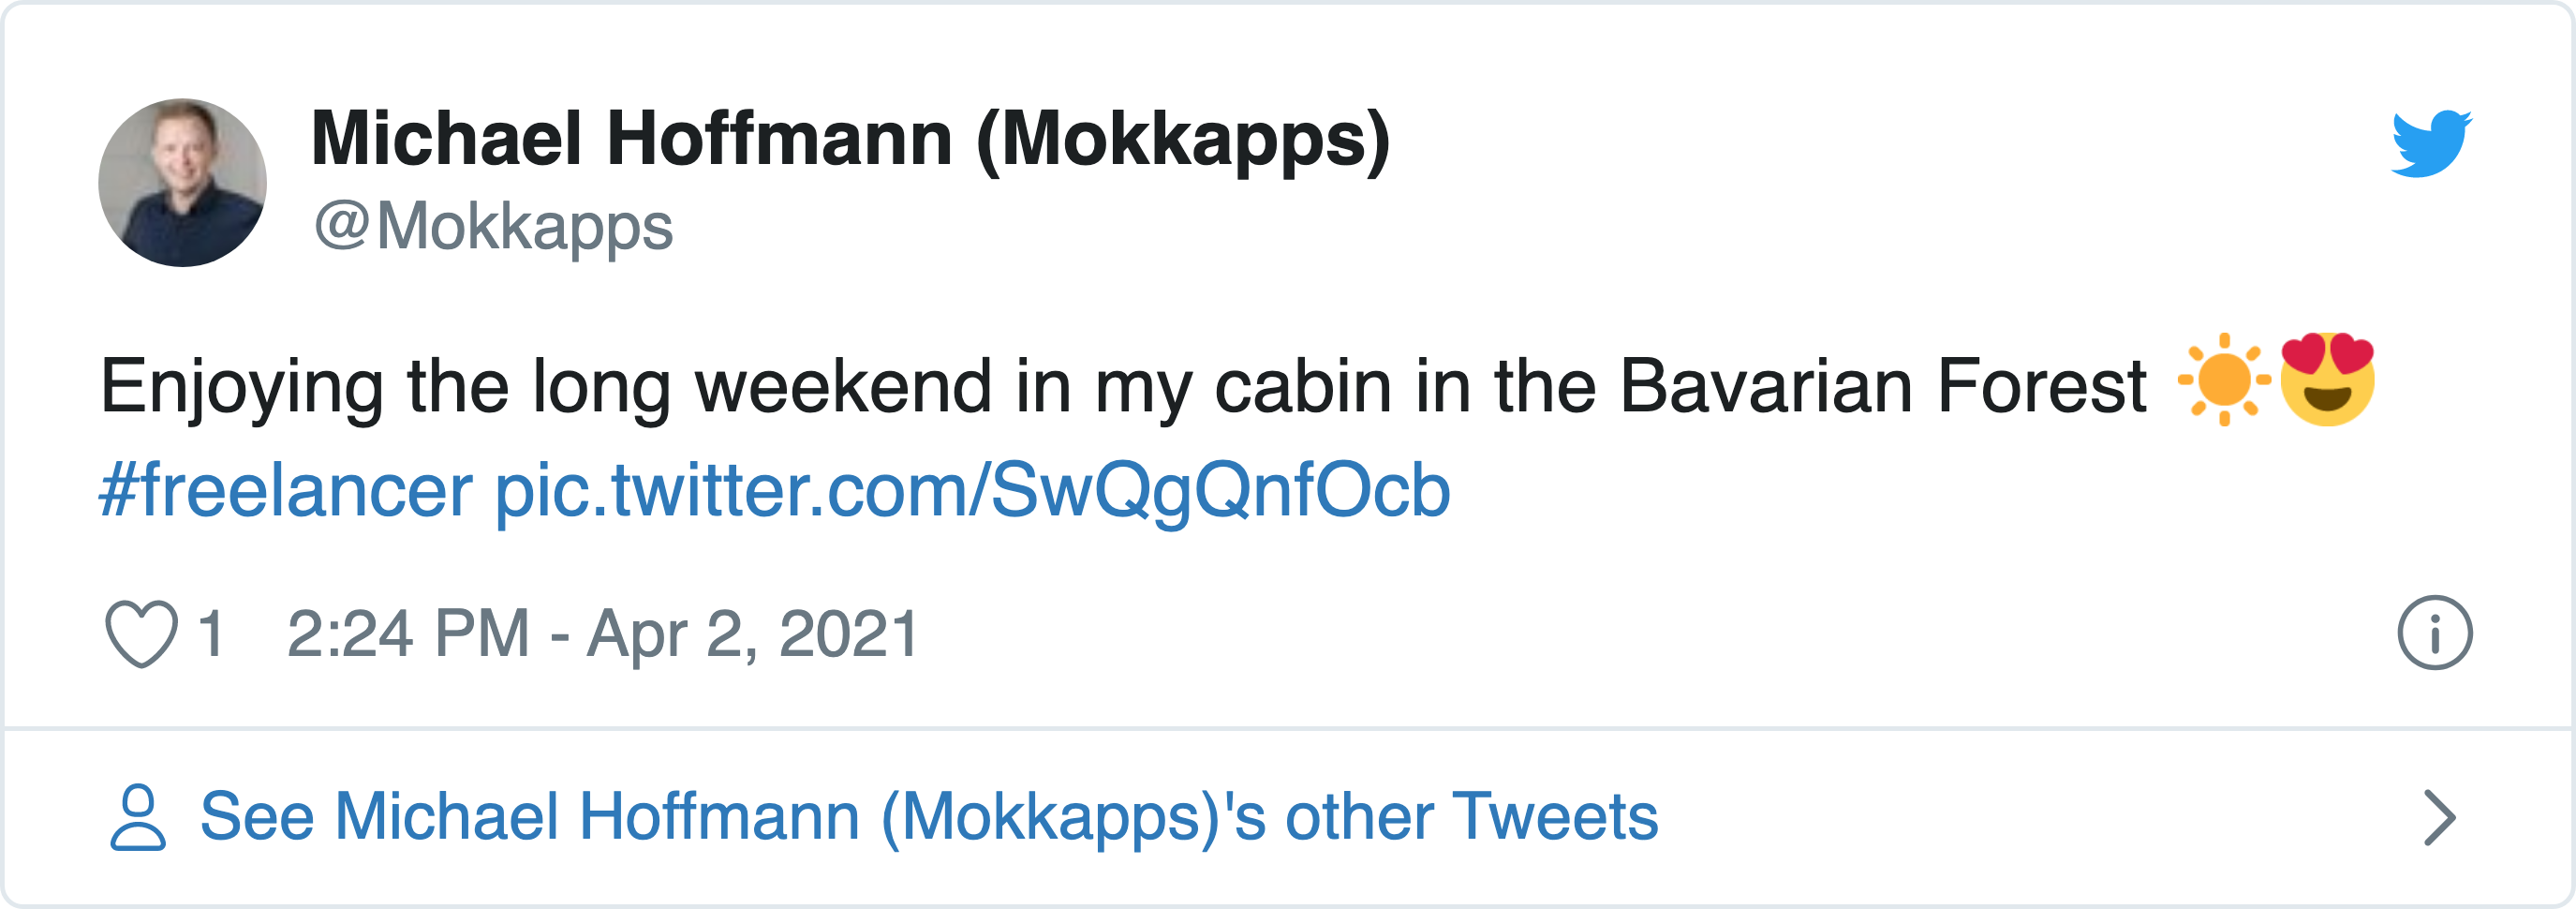 Michael Hoffmann (Mokkapps)
@Mokkapps
Enjoying the long weekend in my cabin in the Bavarian Forest ☀️😍
#freelancer pic.twitter.com/SwQgQnfOcb
1 2:24 PM - Apr 2, 2021
See Michael Hoffmann (Mokkapps)'s other Tweets